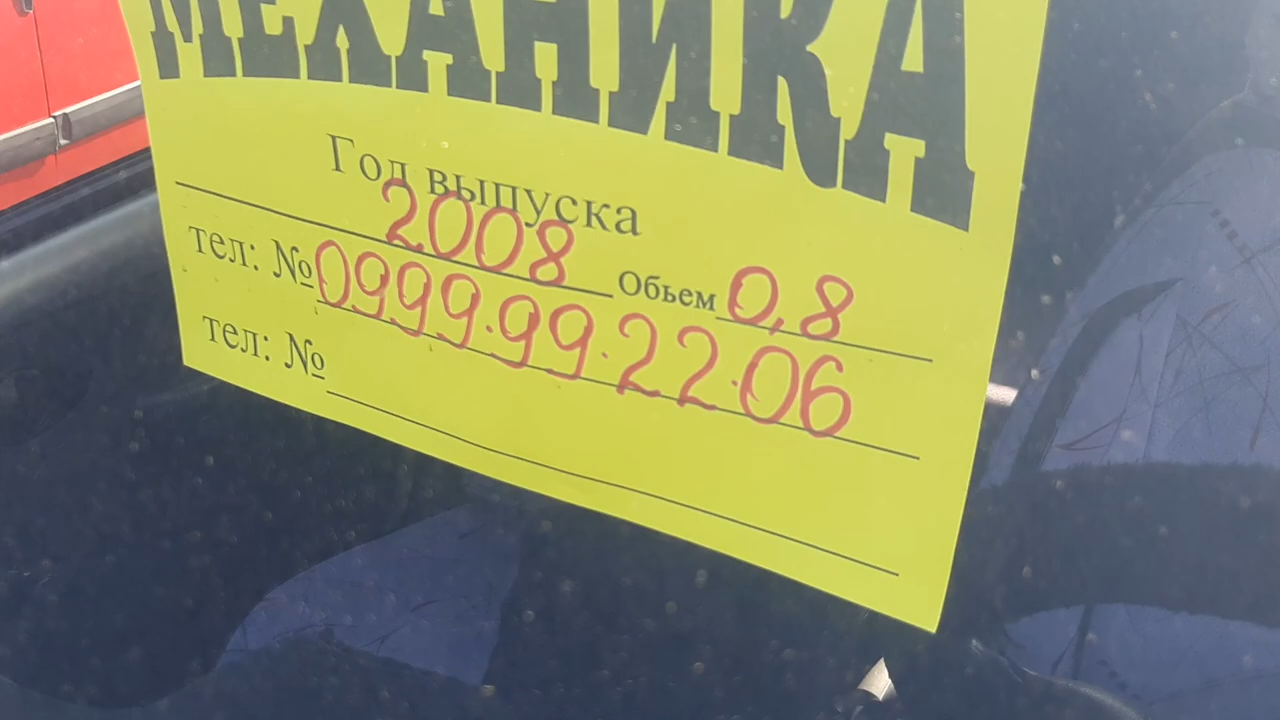 МЕХАНИКА
Год выпуска
2008 Обьем 0,8
тел: № 0999.99.22.06
тел: №